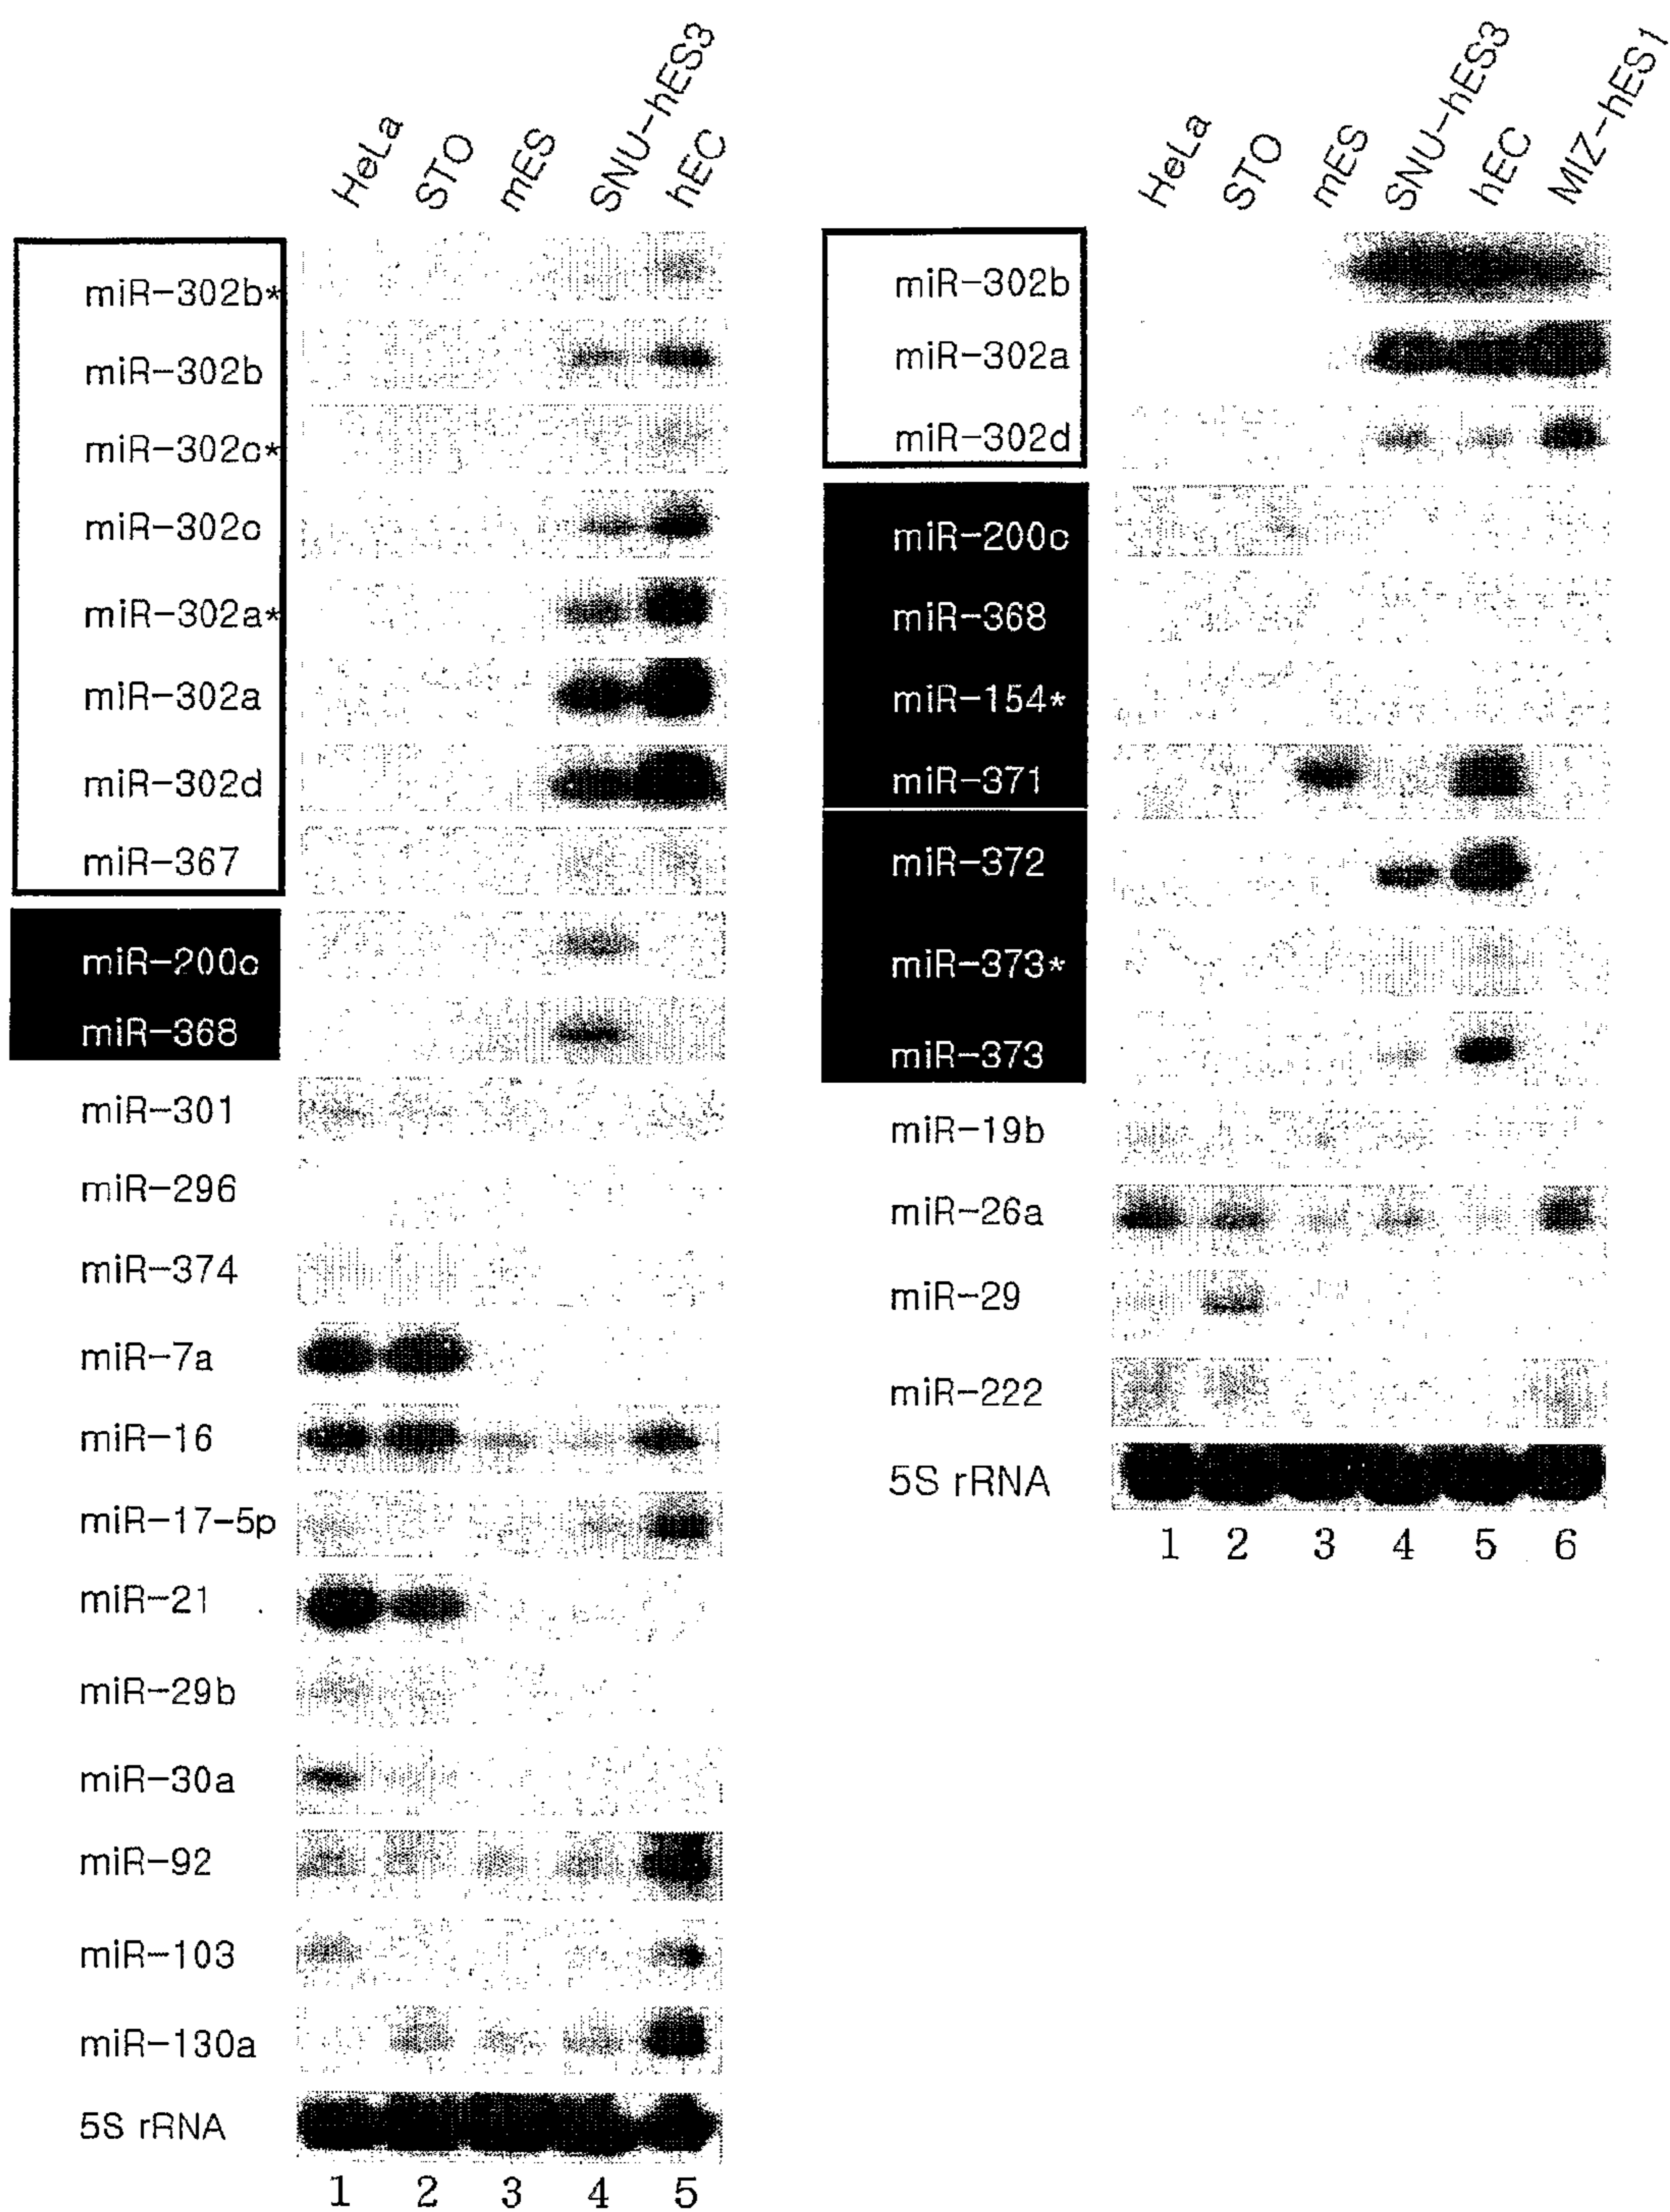 HeLa
STO
mES
SNU-hES3
hEC
miR-302b*
miR-302b
miR-302c*
miR-302c
miR-302a*
miR-302a
miR-302d
miR-367
miR-200c
miR-368
miR-301
miR-296
miR-374
miR-7a
miR-16
miR-17-5p
miR-21
miR-29b
miR-30a
miR-92
miR-103
miR-130a
5S rRNA
1 2 3 4 5
HeLa
STO
mES
SNU-hES3
hEC
MIZ-hES1
miR-302b
miR-302a
miR-302d
miR-200c
miR-368
miR-154*
miR-371
miR-372
miR-373*
miR-373
miR-19b
miR-26a
miR-29
miR-222
5S rRNA
1 2 3 4 5 6